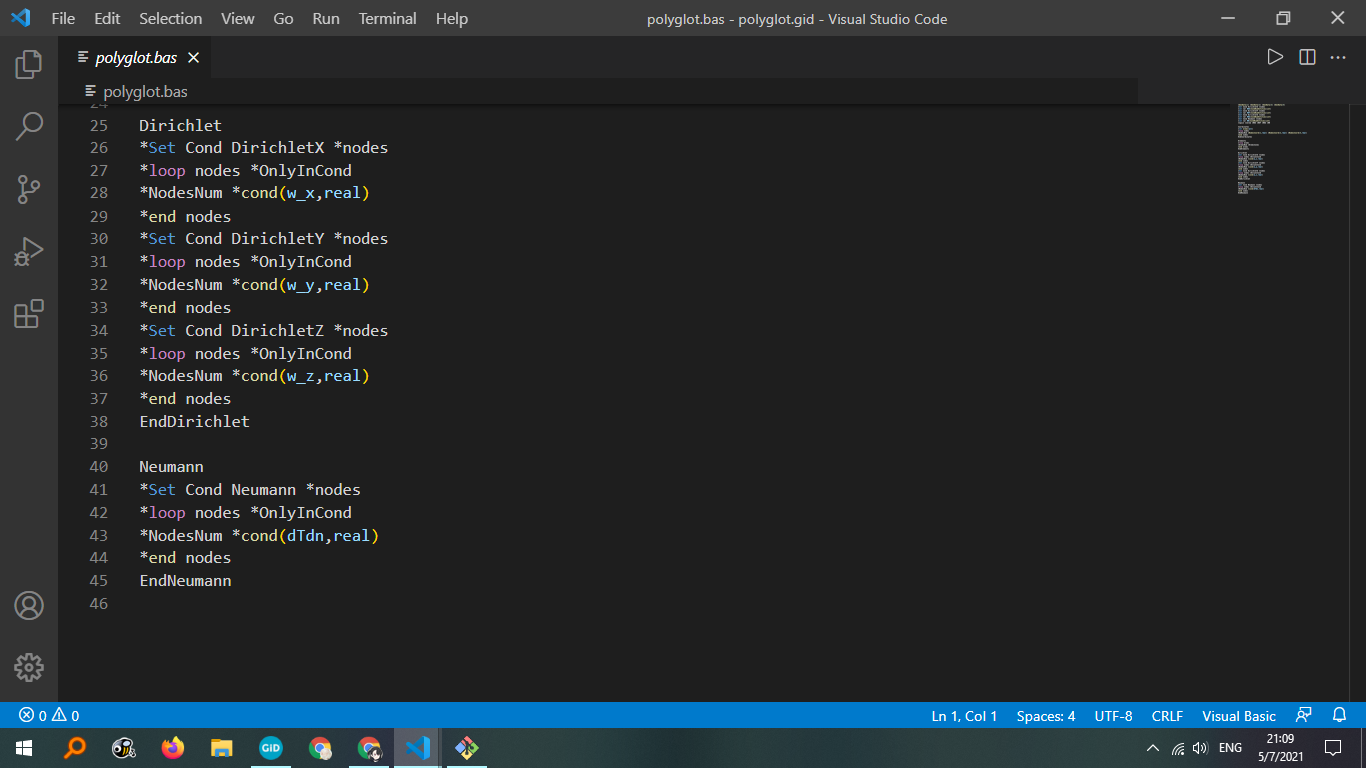 File Edit Selection View Go Run Terminal Help polyglot.bas - polyglot.gid - Visual Studio Code
polyglot.bas
polyglot.bas
24
25 Dirichlet
26 *Set Cond DirichletX *nodes
27 *loop nodes *OnlyInCond
28 *NodesNum *cond(w_x,real)
29 *end nodes
30 *Set Cond DirichletY *nodes
31 *loop nodes *OnlyInCond
32 *NodesNum *cond(w_y,real)
33 *end nodes
34 *Set Cond DirichletZ *nodes
35 *loop nodes *OnlyInCond
36 *NodesNum *cond(w_z,real)
37 *end nodes
38 EndDirichlet
39
40 Neumann
41 *Set Cond Neumann *nodes
42 *loop nodes *OnlyInCond
43 *NodesNum *cond(dTdn,real)
44 *end nodes
45 EndNeumann
46
0 0 Ln 1, Col 1 Spaces: 4 UTF-8 CRLF Visual Basic
GID ENG 21:09
5/7/2021